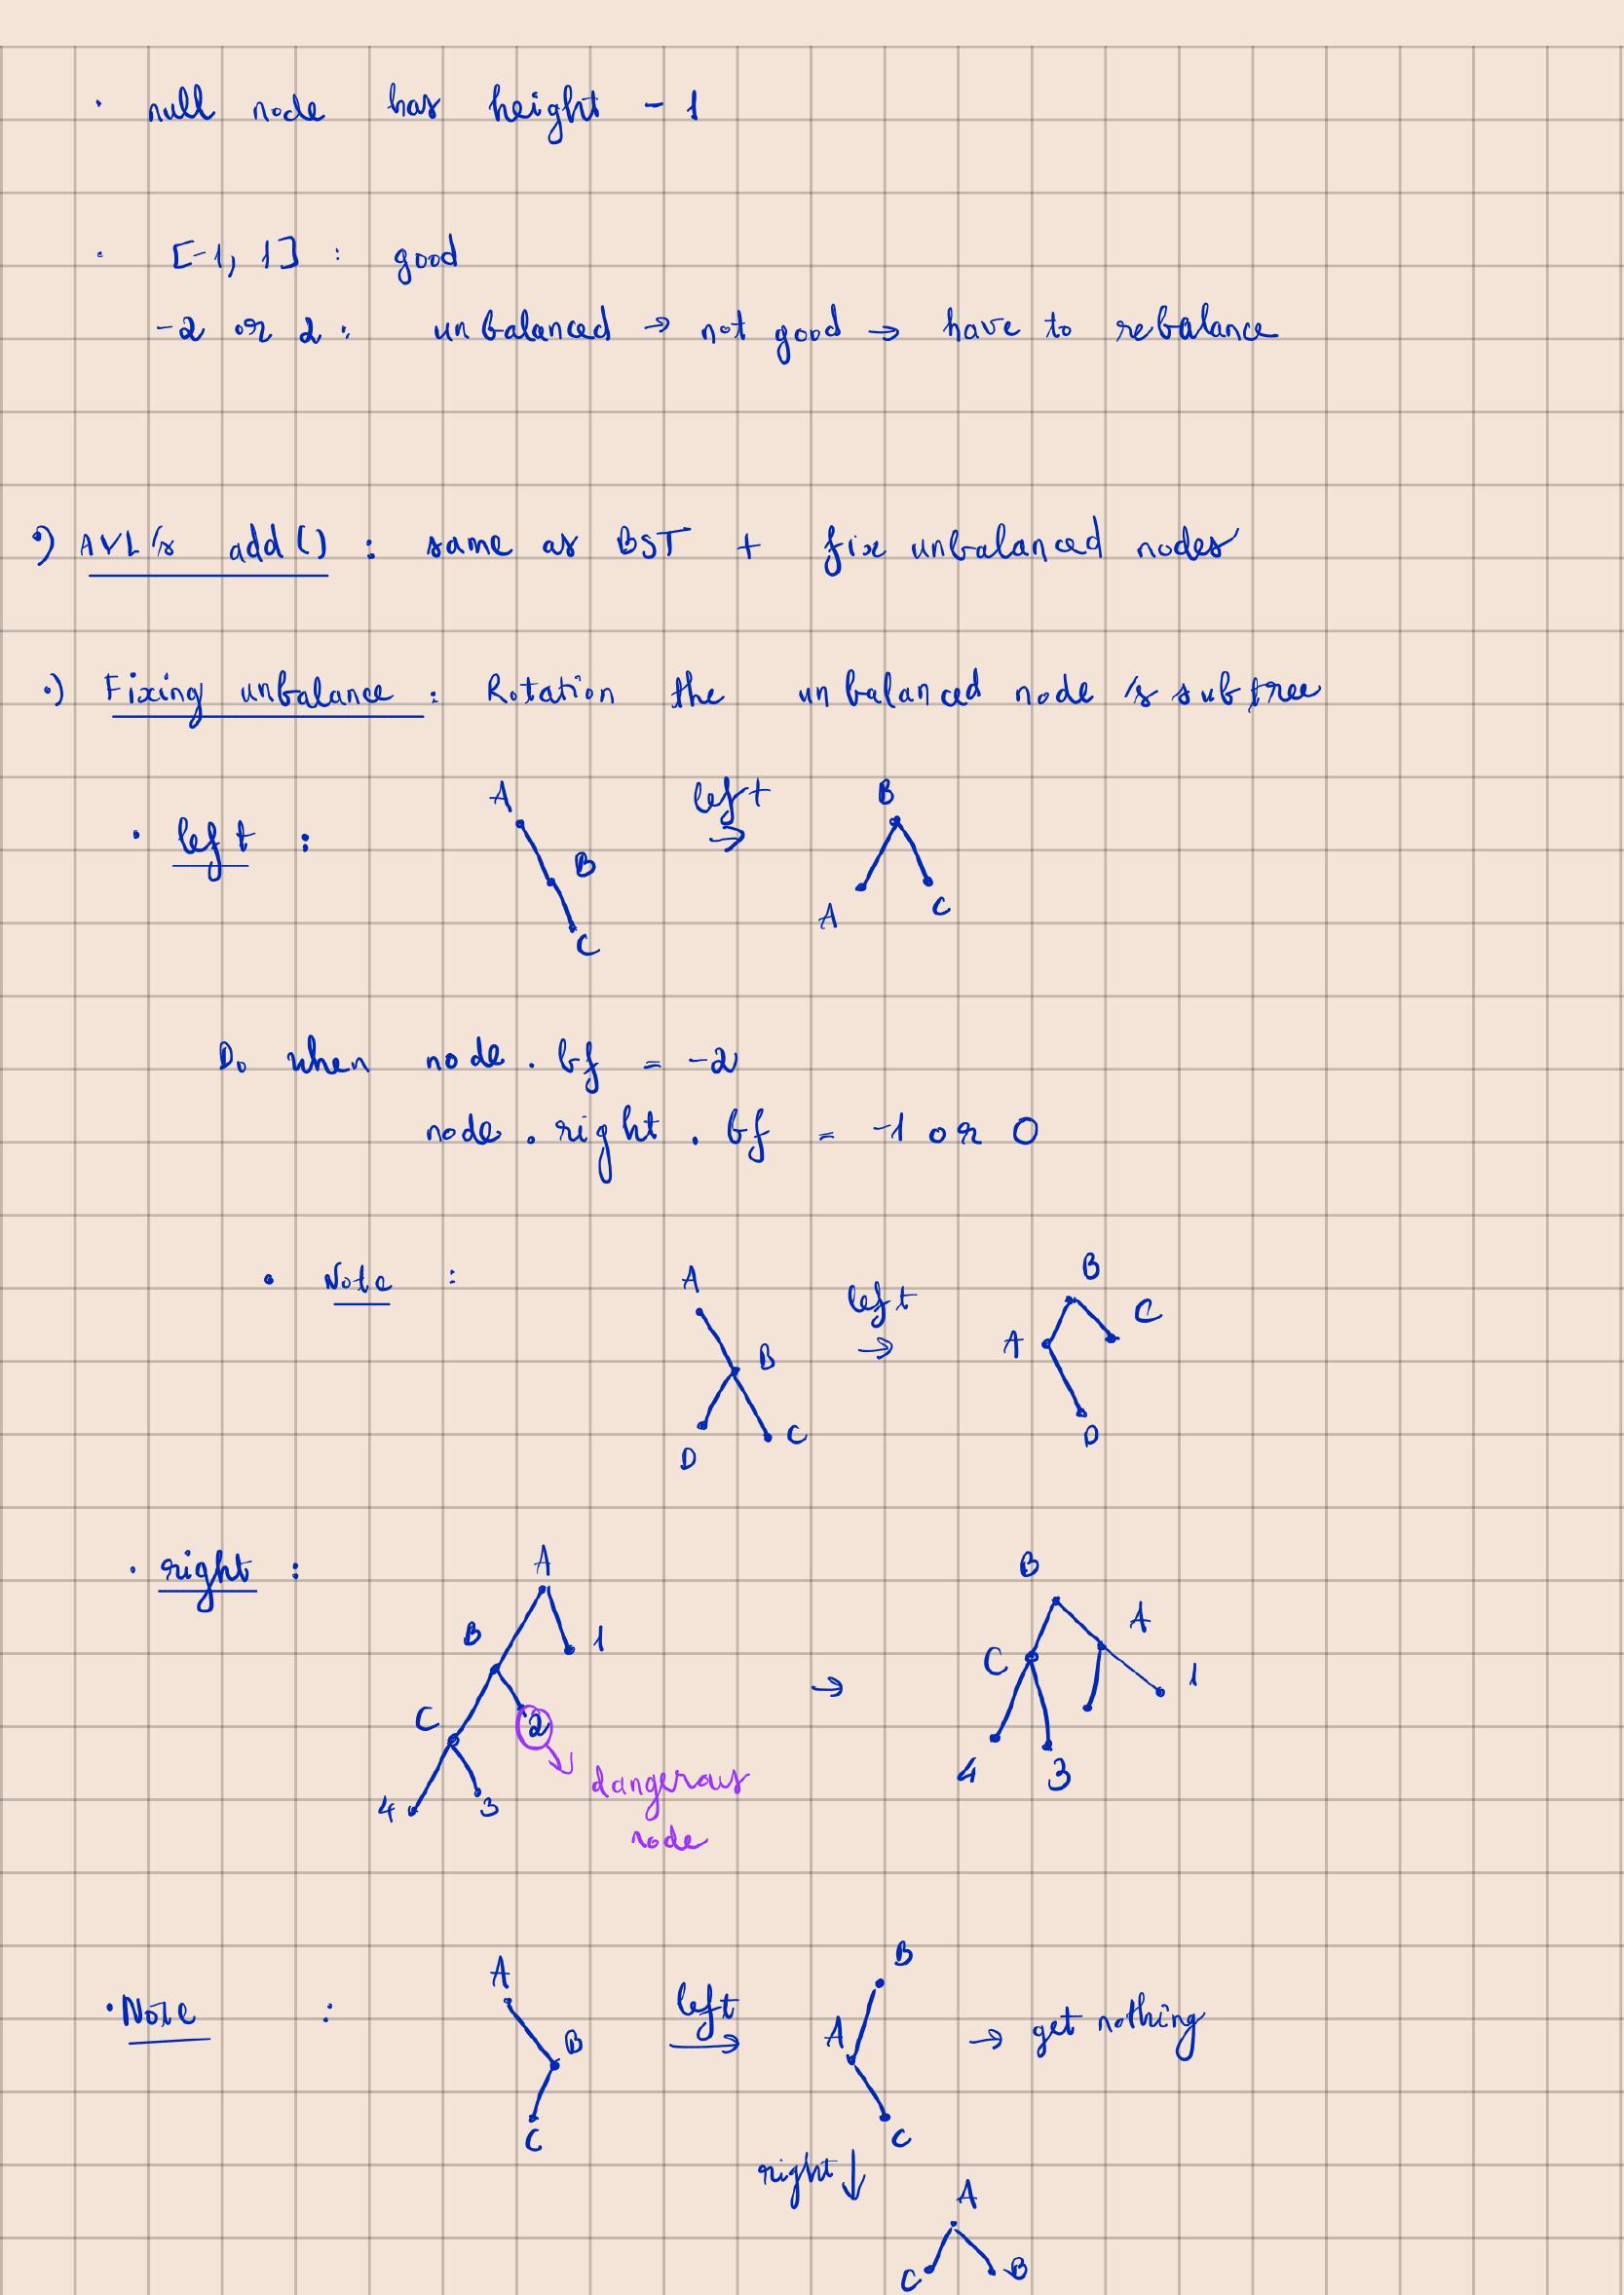 · null node has height -1
· [-1, 1] : good
-2 or 2 : unbalanced → not good → have to rebalance
•) AVL's add() : same as BST + fix unbalanced nodes
•) Fixing unbalance : Rotation the unbalanced node 's subtree
· left :
A
B
C
left
→
B
A
C
Do when node . bf = -2
node . right . bf = -1 or 0
• Note :
A
B
D
C
left
→
B
A
C
D
· right :
A
B
1
C
2
4
3
dangerous
node
→
B
A
C
1
4
3
· Note :
A
B
C
left
→
B
A
C
→ get nothing
right ↓
A
C
B